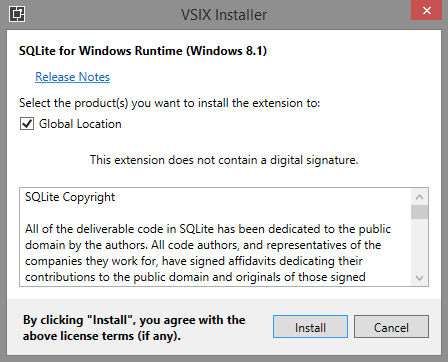 VSIX Installer
SQLite for Windows Runtime (Windows 8.1)
Release Notes
Select the product(s) you want to install the extension to:
Global Location
This extension does not contain a digital signature.
SQLite Copyright
All of the deliverable code in SQLite has been dedicated to the public
domain by the authors. All code authors, and representatives of the
companies they work for, have signed affidavits dedicating their
contributions to the public domain and originals of those signed
By clicking "Install", you agree with the
above license terms (if any).
Install
Cancel